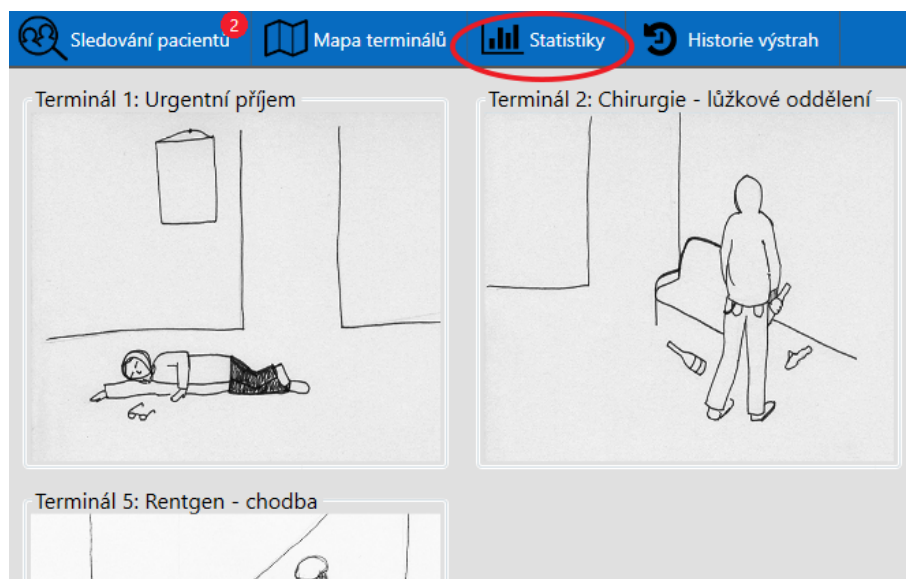 Sledování pacientů
2
Mapa terminálů
Statistiky
Historie výstrah
Terminál 1: Urgentní příjem
Terminál 2: Chirurgie - lůžkové oddělení
Terminál 5: Rentgen - chodba